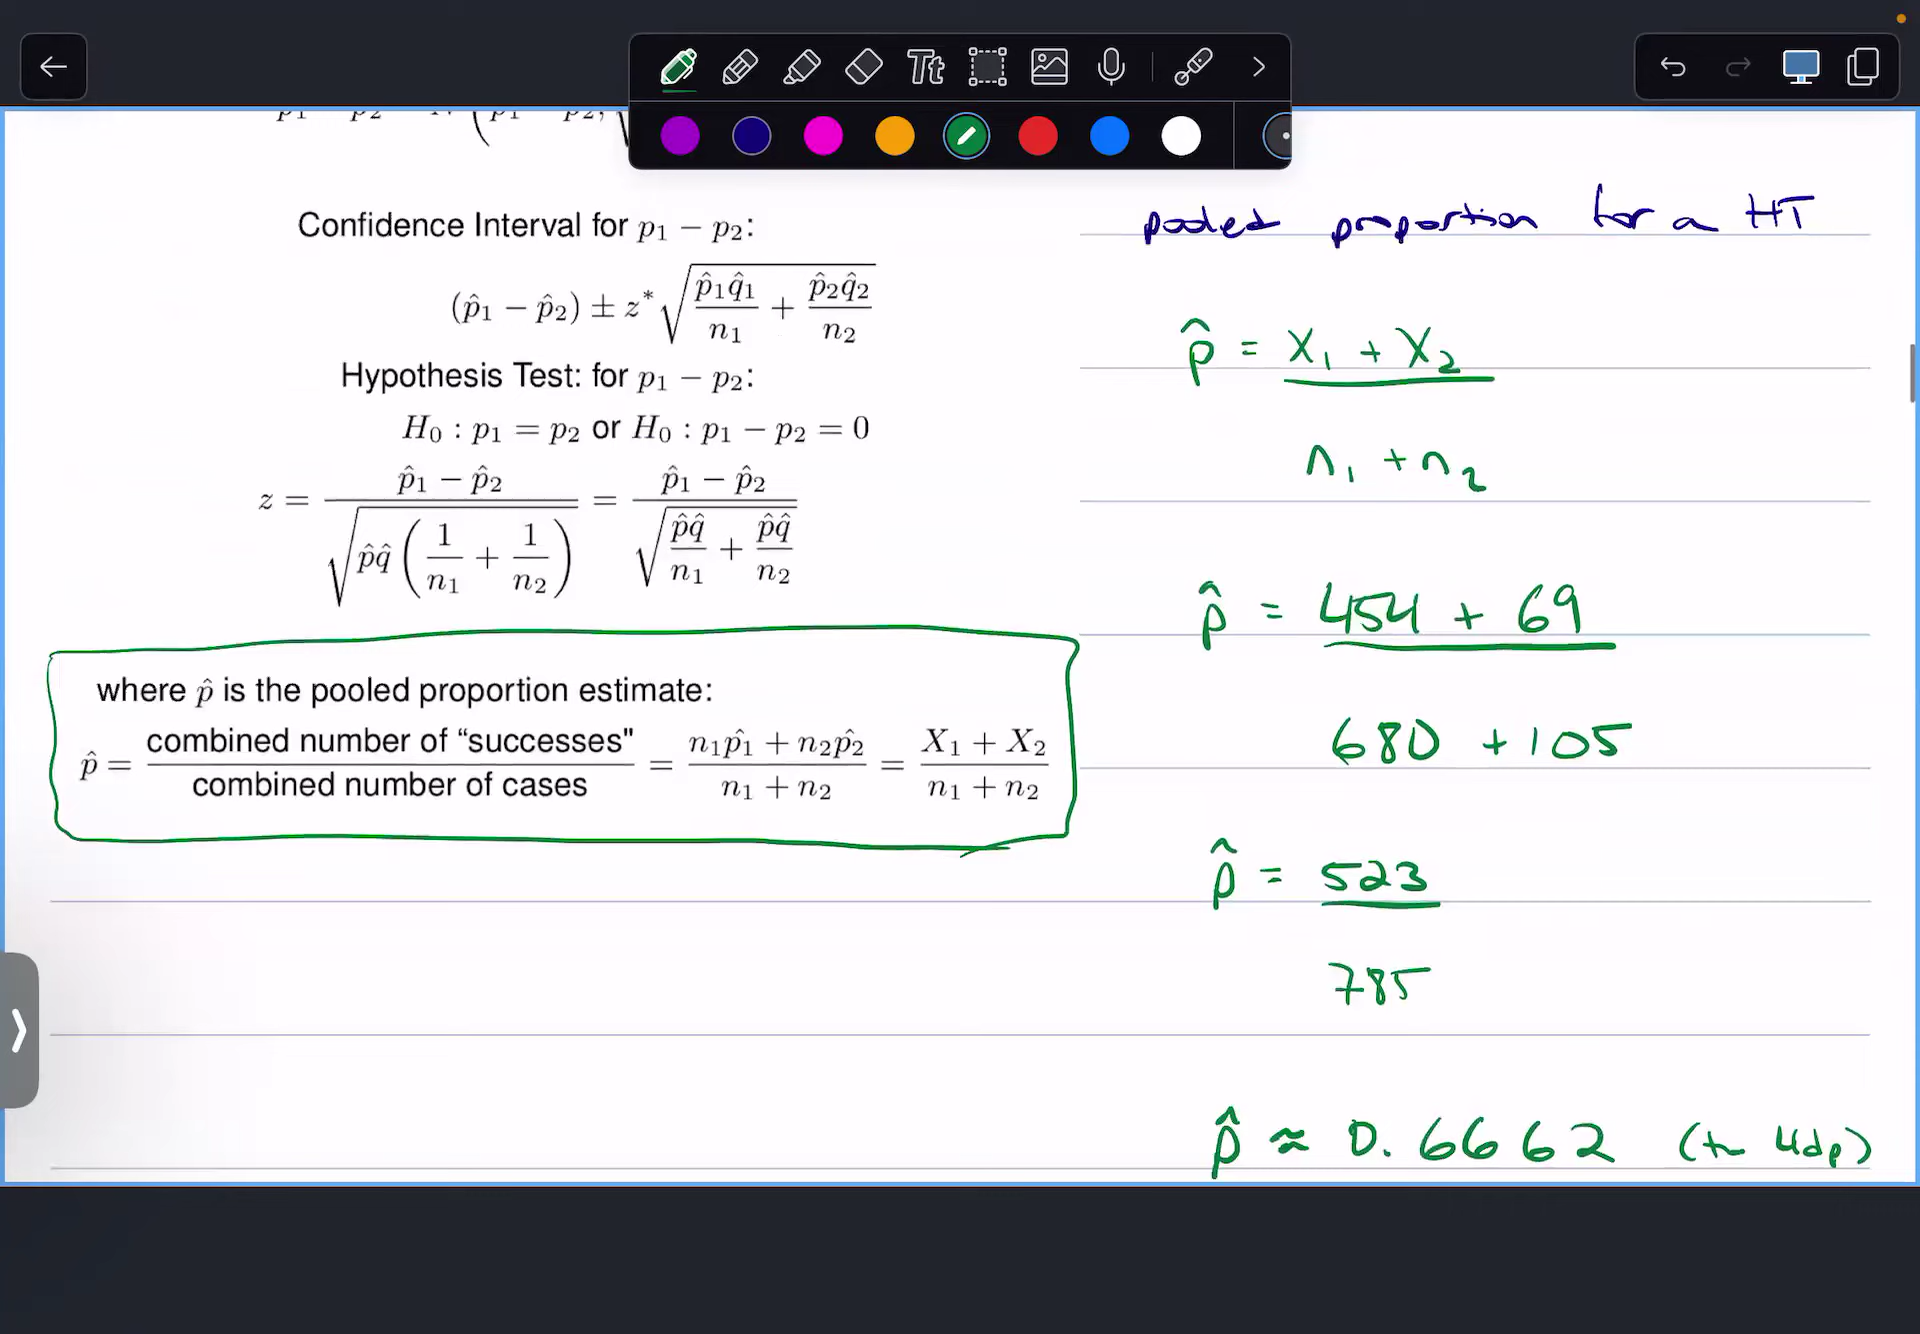 Tt
Confidence Interval for p₁ − p₂:
(p̂₁ − p̂₂) ± z* √(p̂₁q̂₁/n₁ + p̂₂q̂₂/n₂)
Hypothesis Test: for p₁ − p₂:
H₀ : p₁ = p₂ or H₀ : p₁ − p₂ = 0
z = (p̂₁ − p̂₂)/√(p̂q̂(1/n₁ + 1/n₂)) = (p̂₁ − p̂₂)/√(p̂q̂/n₁ + p̂q̂/n₂)
where p̂ is the pooled proportion estimate:
p̂ = combined number of “successes"/combined number of cases = (n₁p̂₁ + n₂p̂₂)/(n₁ + n₂) = (X₁ + X₂)/(n₁ + n₂)
pooled proportion for a HT
p̂ = X₁ + X₂
n₁ + n₂
p̂ = 454 + 69
680 + 105
p̂ = 523
785
p̂ ≈ 0.6662 (to 4dp)